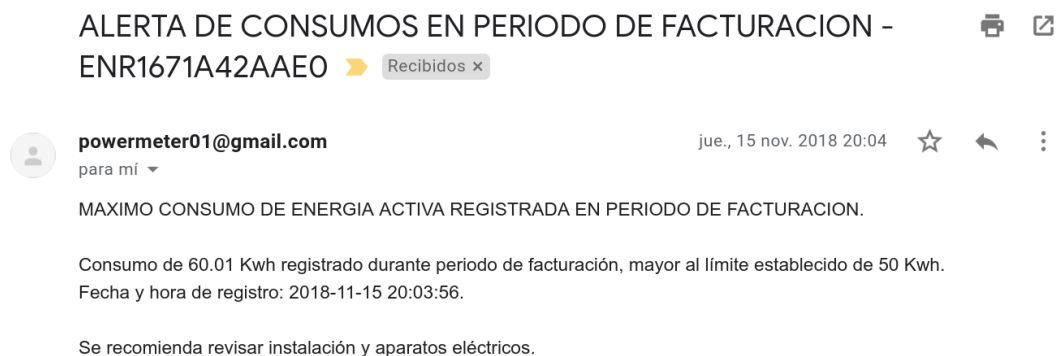 ALERTA DE CONSUMOS EN PERIODO DE FACTURACION -
ENR1671A42AAE0 Recibidos ×
powermeter01@gmail.com jue., 15 nov. 2018 20:04
para mí
MAXIMO CONSUMO DE ENERGIA ACTIVA REGISTRADA EN PERIODO DE FACTURACION.
Consumo de 60.01 Kwh registrado durante periodo de facturación, mayor al límite establecido de 50 Kwh.
Fecha y hora de registro: 2018-11-15 20:03:56.
Se recomienda revisar instalación y aparatos eléctricos.